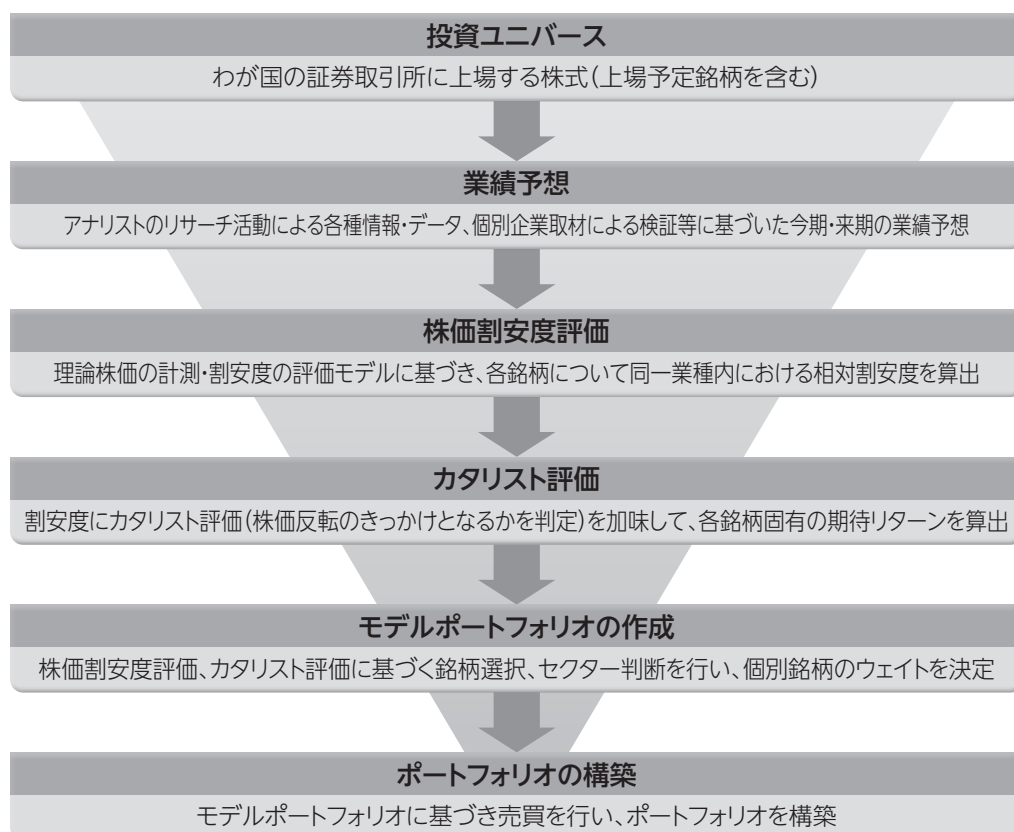 投資ユニバース
わが国の証券取引所に上場する株式(上場予定銘柄を含む)
業績予想
アナリストのリサーチ活動による各種情報・データ、個別企業取材による検証等に基づいた今期・来期の業績予想
株価割安度評価
理論株価の計測・割安度の評価モデルに基づき、各銘柄について同一業種内における相対割安度を算出
カタリスト評価
割安度にカタリスト評価(株価反転のきっかけとなるかを判定)を加味して、各銘柄固有の期待リターンを算出
モデルポートフォリオの作成
株価割安度評価、カタリスト評価に基づく銘柄選択、セクター判断を行い、個別銘柄のウェイトを決定
ポートフォリオの構築
モデルポートフォリオに基づき売買を行い、ポートフォリオを構築